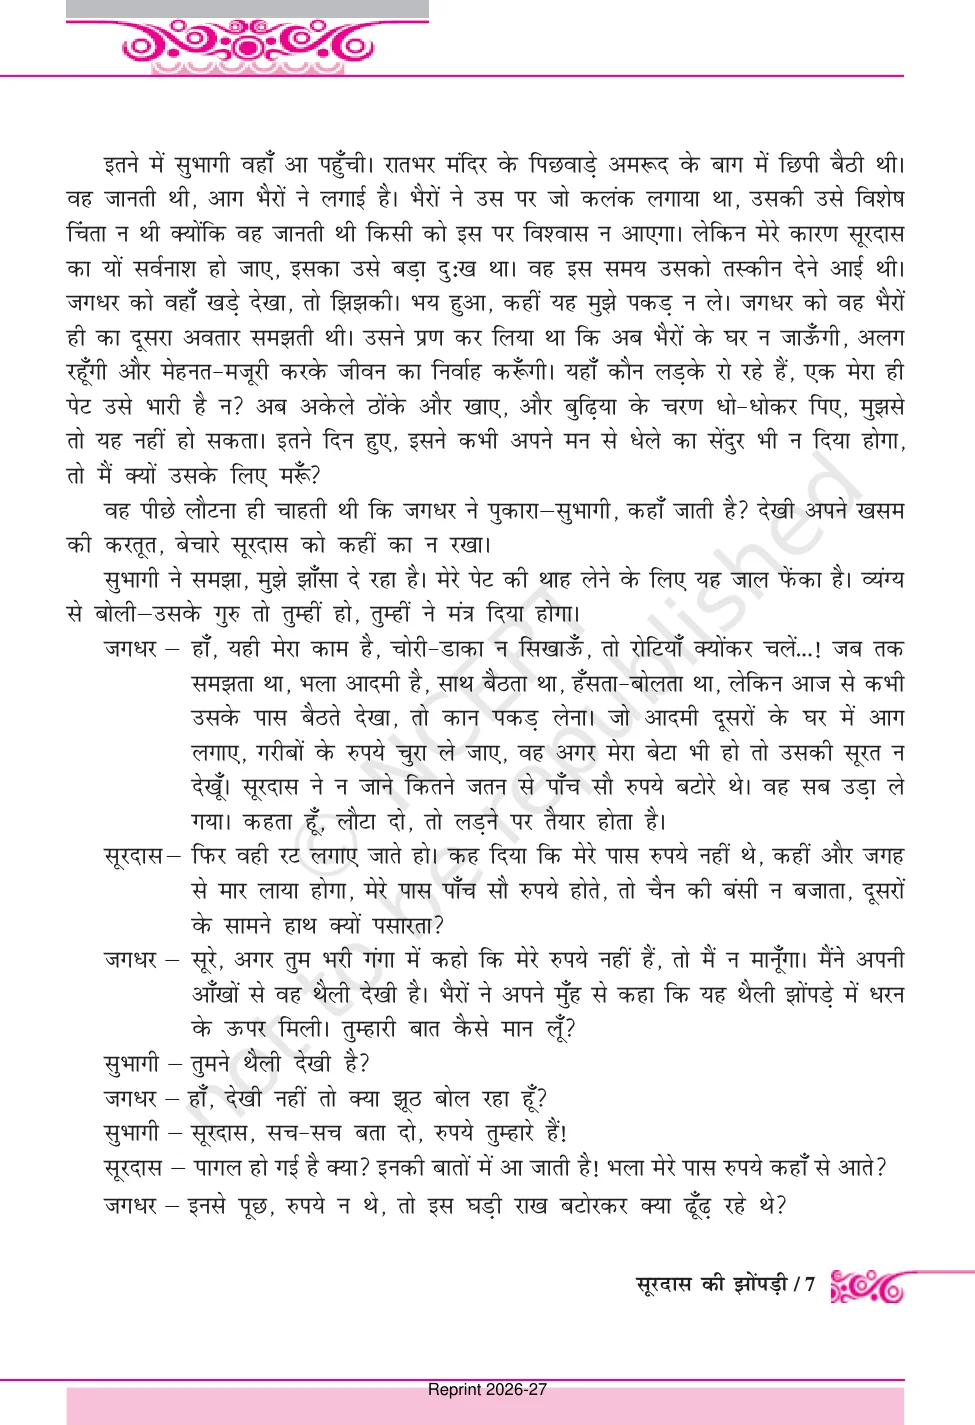 इतने में सुभागी वहाँ आ पहुँची। रातभर मंदिर के पिछवाड़े अमरूद के बाग में छिपी बैठी थी।
वह जानती थी, आग भैरों ने लगाई है। भैरों ने उस पर जो कलंक लगाया था, उसकी उसे विशेष
चिंता न थी क्योंकि वह जानती थी किसी को इस पर विश्वास न आएगा। लेकिन मेरे कारण सूरदास
का यों सर्वनाश हो जाए, इसका उसे बड़ा दुःख था। वह इस समय उसको तस्कीन देने आई थी।
जगधर को वहाँ खड़े देखा, तो झिझकी। भय हुआ, कहीं यह मुझे पकड़ न ले। जगधर को वह भैरों
ही का दूसरा अवतार समझती थी। उसने प्रण कर लिया था कि अब भैरों के घर न जाऊँगी, अलग
रहूँगी और मेहनत-मजूरी करके जीवन का निर्वाह करूँगी। यहाँ कौन लड़के रो रहे हैं, एक मेरा ही
पेट उसे भारी है न? अब अकेले ठोंके और खाए, और बुढ़िया के चरण धो-धोकर पिए, मुझसे
तो यह नहीं हो सकता। इतने दिन हुए, इसने कभी अपने मन से धेले का सेंदुर भी न दिया होगा,
तो मैं क्यों उसके लिए मरूँ?
वह पीछे लौटना ही चाहती थी कि जगधर ने पुकारा–सुभागी, कहाँ जाती है? देखी अपने खसम
की करतूत, बेचारे सूरदास को कहीं का न रखा।
सुभागी ने समझा, मुझे झाँसा दे रहा है। मेरे पेट की थाह लेने के लिए यह जाल फेंका है। व्यंग्य
से बोली–उसके गुरु तो तुम्हीं हो, तुम्हीं ने मंत्र दिया होगा।
जगधर – हाँ, यही मेरा काम है, चोरी-डाका न सिखाऊँ, तो रोटियाँ क्योंकर चलें...! जब तक
समझता था, भला आदमी है, साथ बैठता था, हँसता-बोलता था, लेकिन आज से कभी
उसके पास बैठते देखा, तो कान पकड़ लेना। जो आदमी दूसरों के घर में आग
लगाए, गरीबों के रुपये चुरा ले जाए, वह अगर मेरा बेटा भी हो तो उसकी सूरत न
देखूँ। सूरदास ने न जाने कितने जतन से पाँच सौ रुपये बटोरे थे। वह सब उड़ा ले
गया। कहता हूँ, लौटा दो, तो लड़ने पर तैयार होता है।
सूरदास– फिर वही रट लगाए जाते हो। कह दिया कि मेरे पास रुपये नहीं थे, कहीं और जगह
से मार लाया होगा, मेरे पास पाँच सौ रुपये होते, तो चैन की बंसी न बजाता, दूसरों
के सामने हाथ क्यों पसारता?
जगधर – सूरे, अगर तुम भरी गंगा में कहो कि मेरे रुपये नहीं हैं, तो मैं न मानूँगा। मैंने अपनी
आँखों से वह थैली देखी है। भैरों ने अपने मुँह से कहा कि यह थैली झोंपड़े में धरन
के ऊपर मिली। तुम्हारी बात कैसे मान लूँ?
सुभागी – तुमने थैली देखी है?
जगधर – हाँ, देखी नहीं तो क्या झूठ बोल रहा हूँ?
सुभागी – सूरदास, सच-सच बता दो, रुपये तुम्हारे हैं!
सूरदास – पागल हो गई है क्या? इनकी बातों में आ जाती है! भला मेरे पास रुपये कहाँ से आते?
जगधर – इनसे पूछ, रुपये न थे, तो इस घड़ी राख बटोरकर क्या ढूँढ़ रहे थे?
सूरदास की झोंपड़ी / 7
Reprint 2026-27
© NCERT
not to be republished